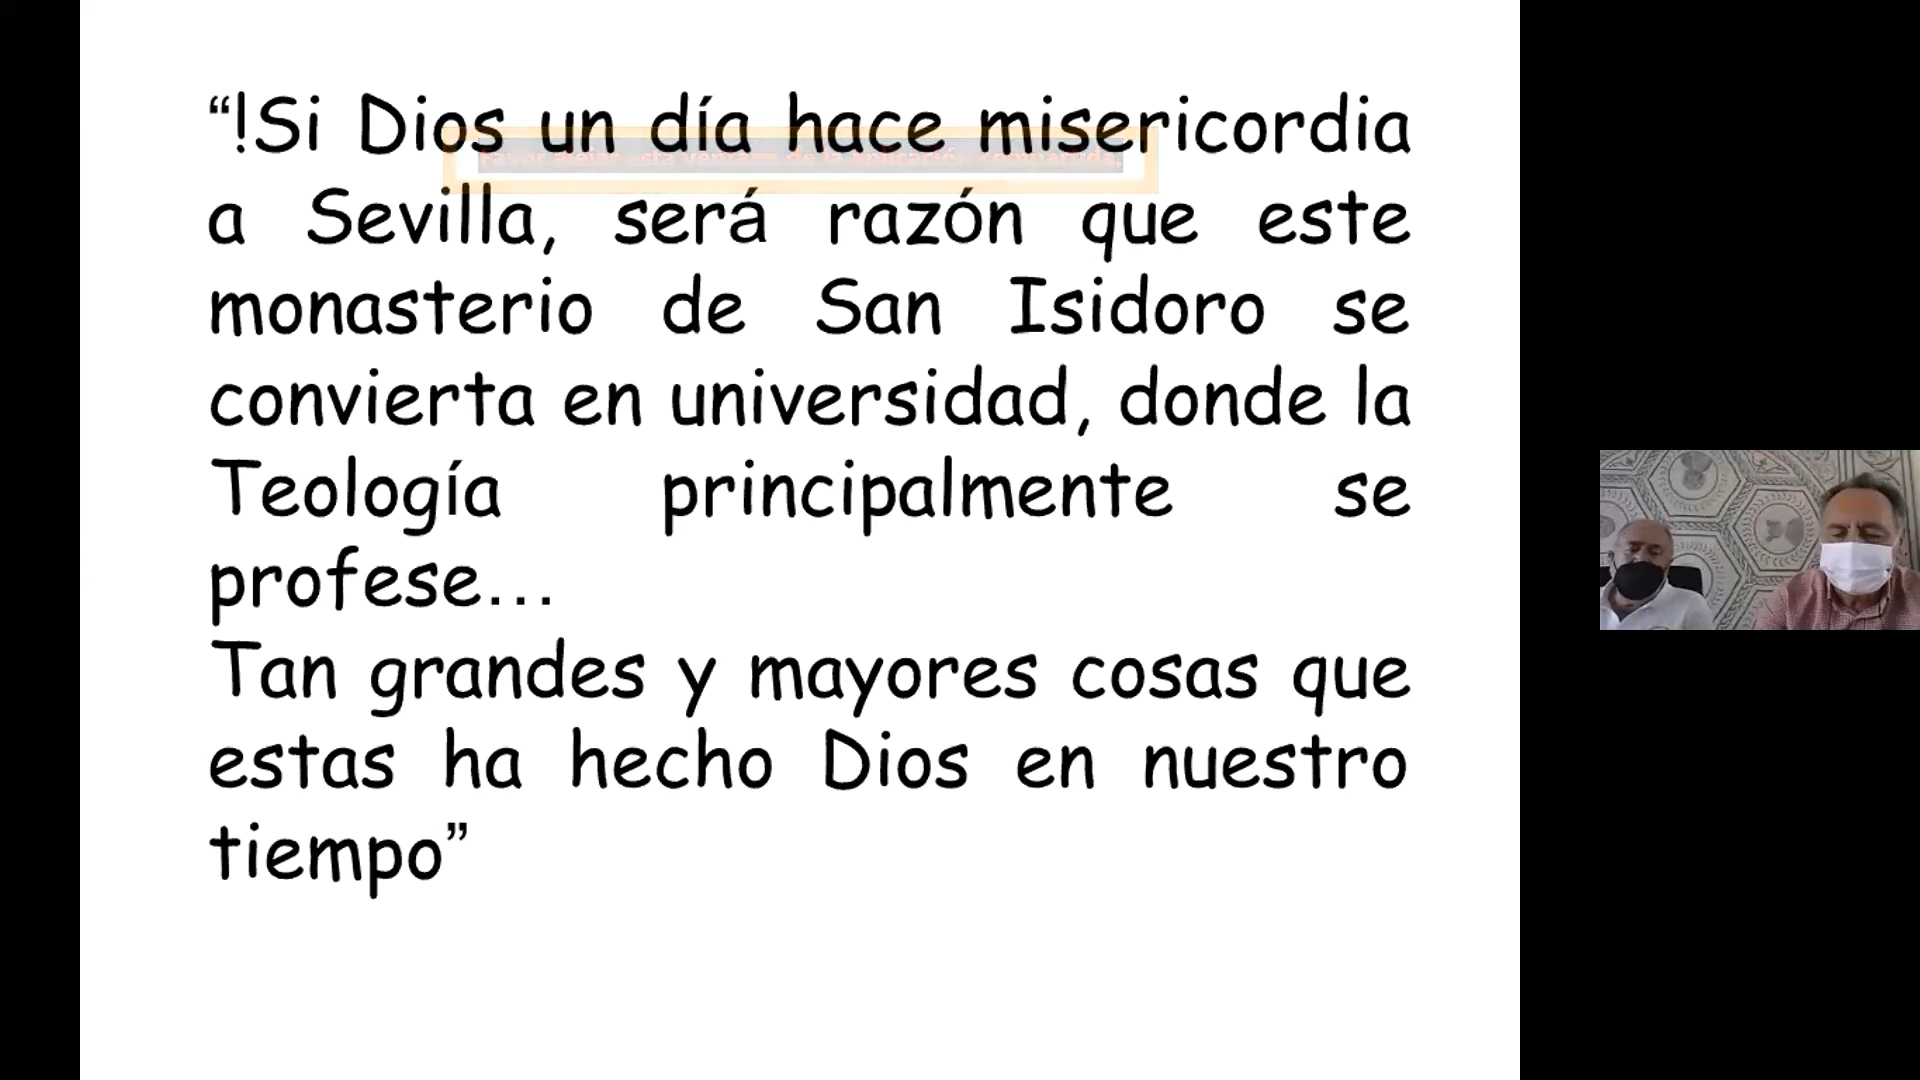 “!Si Dios un día hace misericordia
a Sevilla, será razón que este
monasterio de San Isidoro se
convierta en universidad, donde la
Teología principalmente se
profese...
Tan grandes y mayores cosas que
estas ha hecho Dios en nuestro
tiempo”